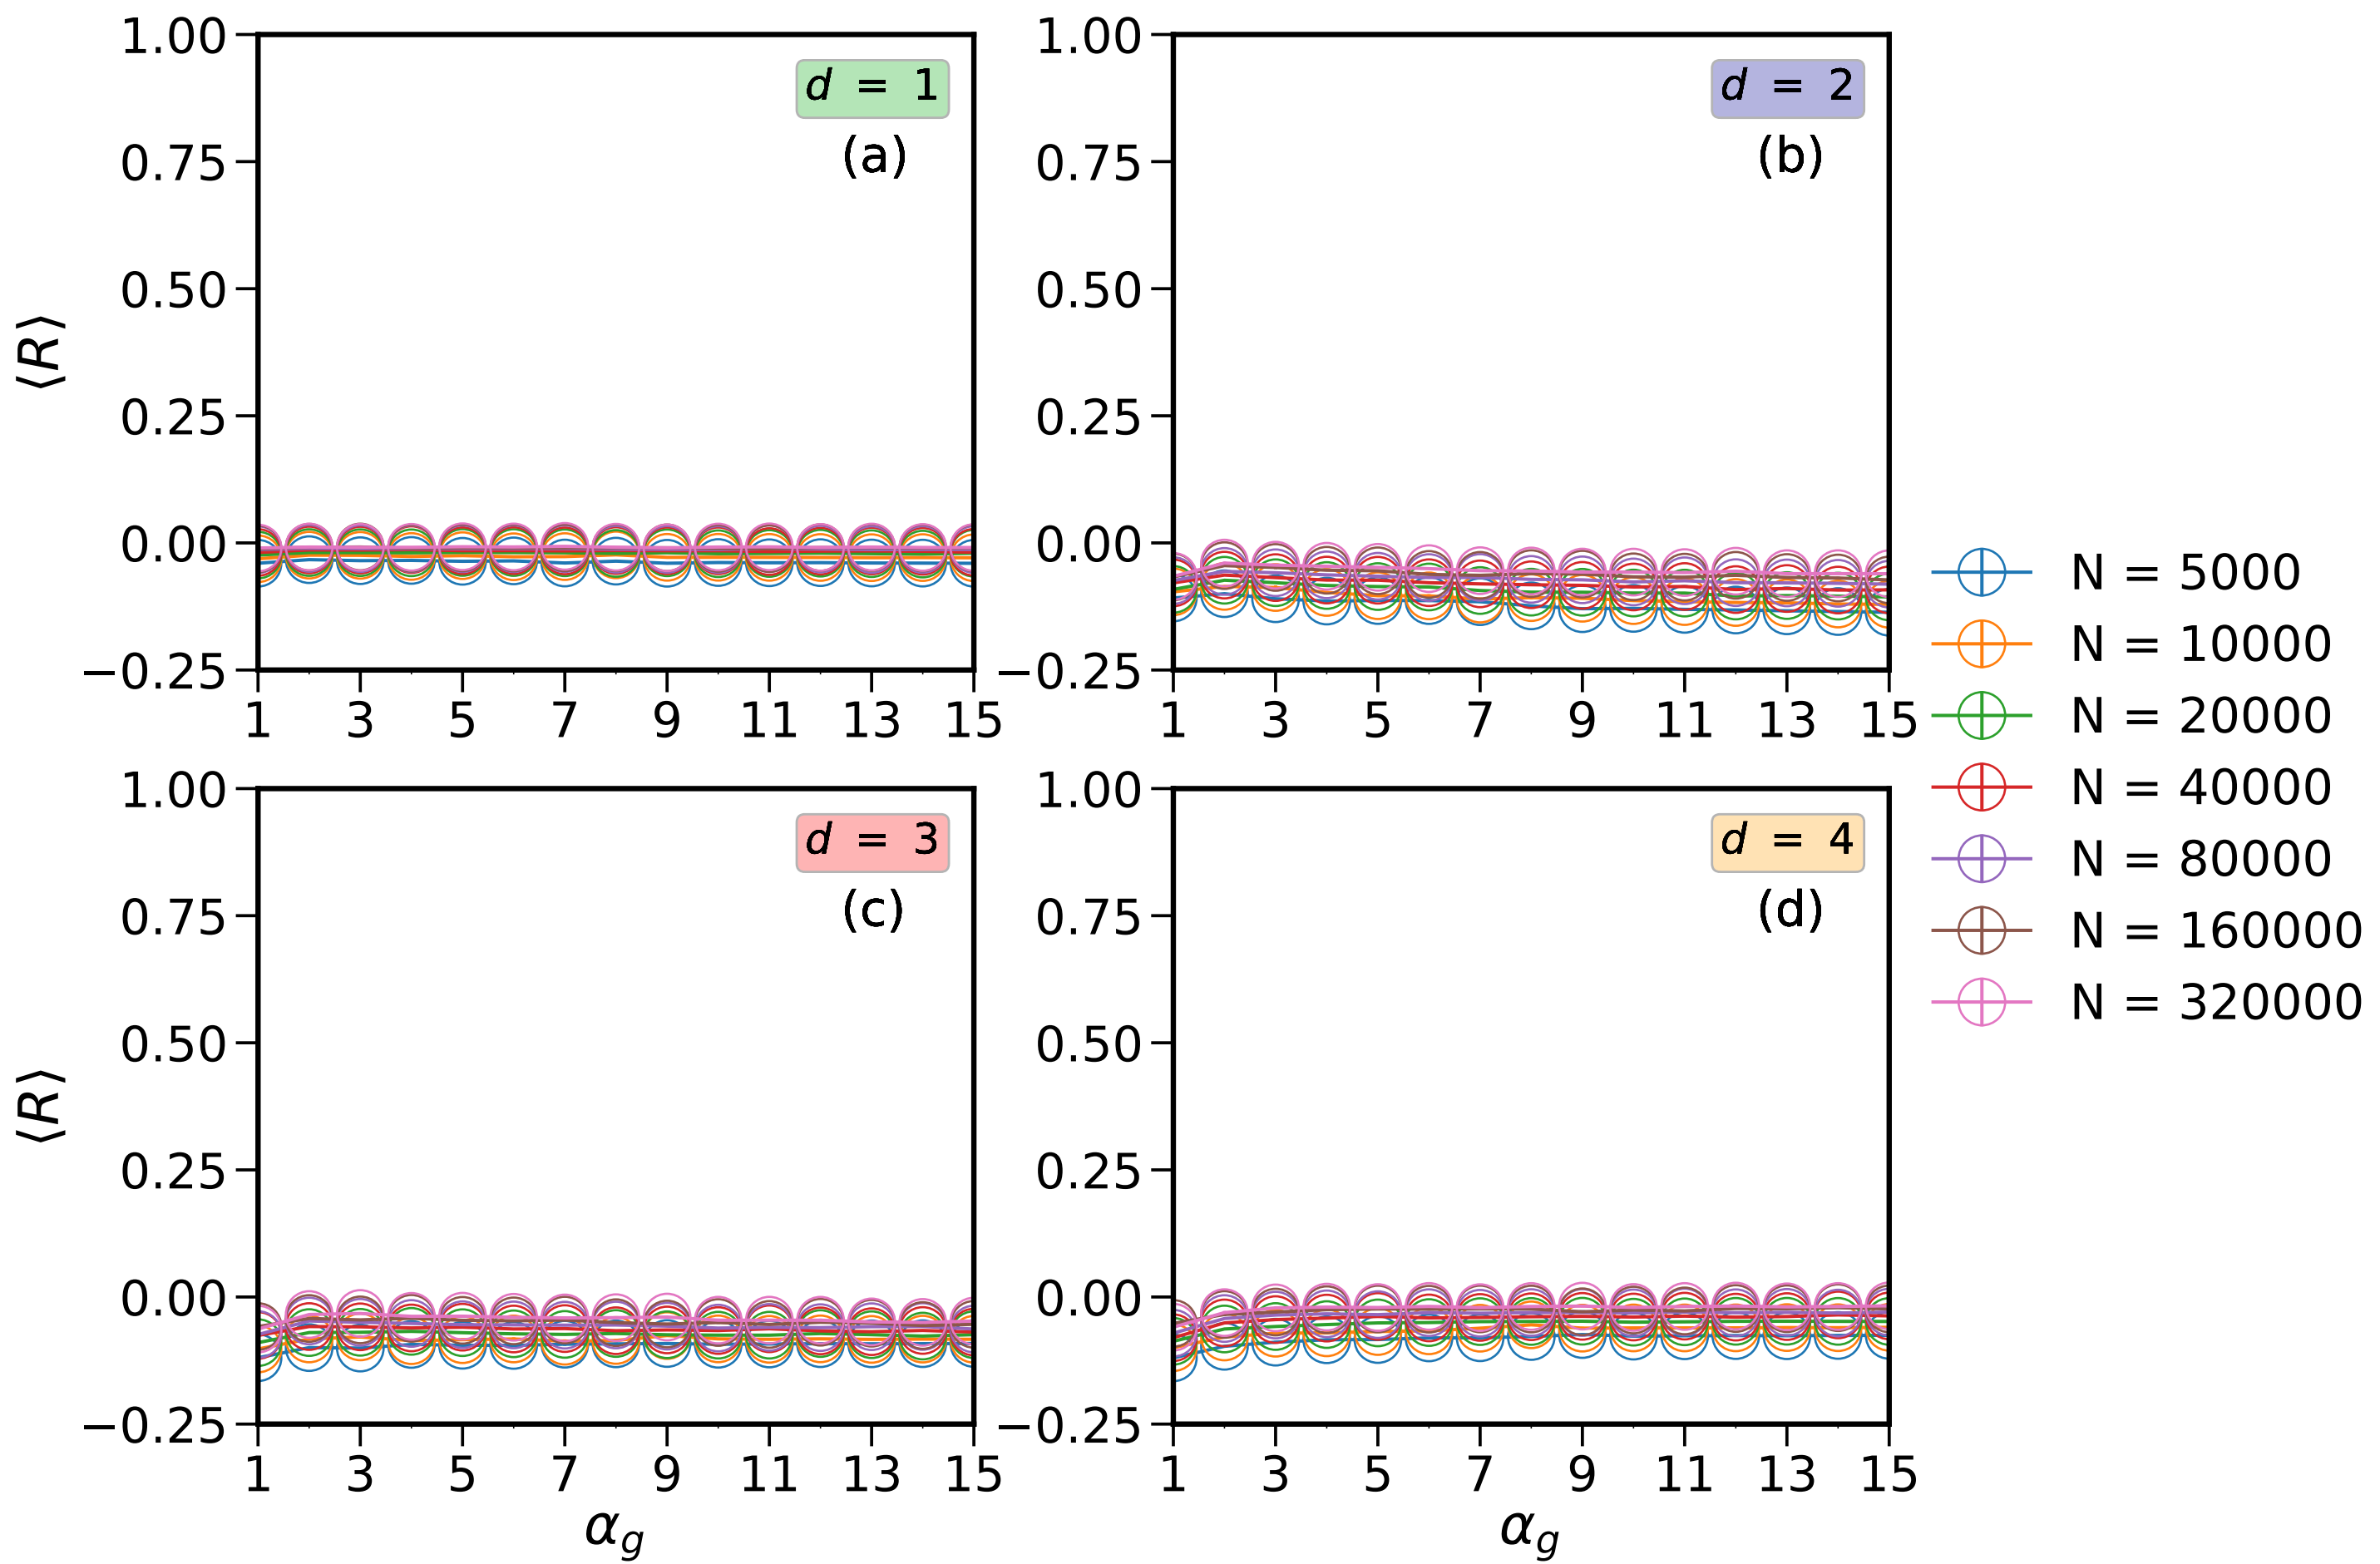 1.00
0.75
0.50
0.25
0.00
−0.25
⟨R⟩
d = 1
(a)
1 3 5 7 9 11 13 15
1.00
0.75
0.50
0.25
0.00
−0.25
d = 2
(b)
1 3 5 7 9 11 13 15
1.00
0.75
0.50
0.25
0.00
−0.25
⟨R⟩
d = 3
(c)
1 3 5 7 9 11 13 15
α_g
1.00
0.75
0.50
0.25
0.00
−0.25
d = 4
(d)
1 3 5 7 9 11 13 15
α_g
N = 5000
N = 10000
N = 20000
N = 40000
N = 80000
N = 160000
N = 320000